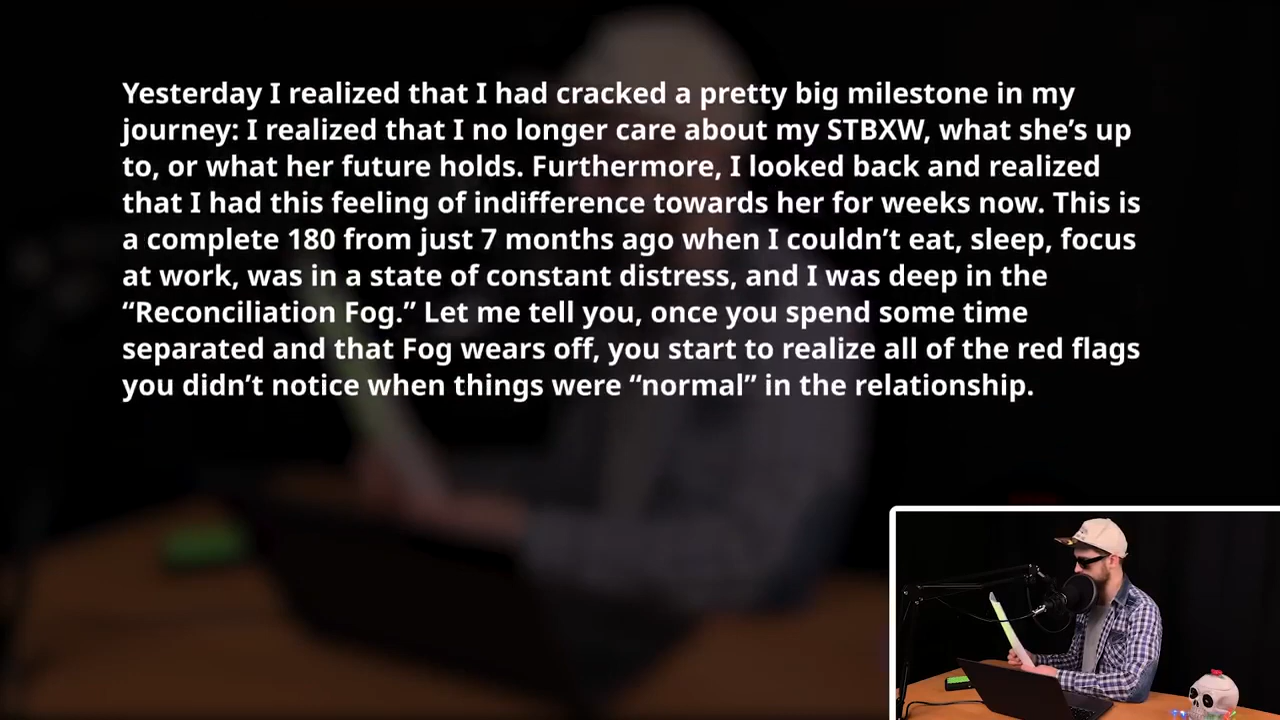 Yesterday I realized that I had cracked a pretty big milestone in my
journey: I realized that I no longer care about my STBXW, what she’s up
to, or what her future holds. Furthermore, I looked back and realized
that I had this feeling of indifference towards her for weeks now. This is
a complete 180 from just 7 months ago when I couldn’t eat, sleep, focus
at work, was in a state of constant distress, and I was deep in the
“Reconciliation Fog.” Let me tell you, once you spend some time
separated and that Fog wears off, you start to realize all of the red flags
you didn’t notice when things were “normal” in the relationship.